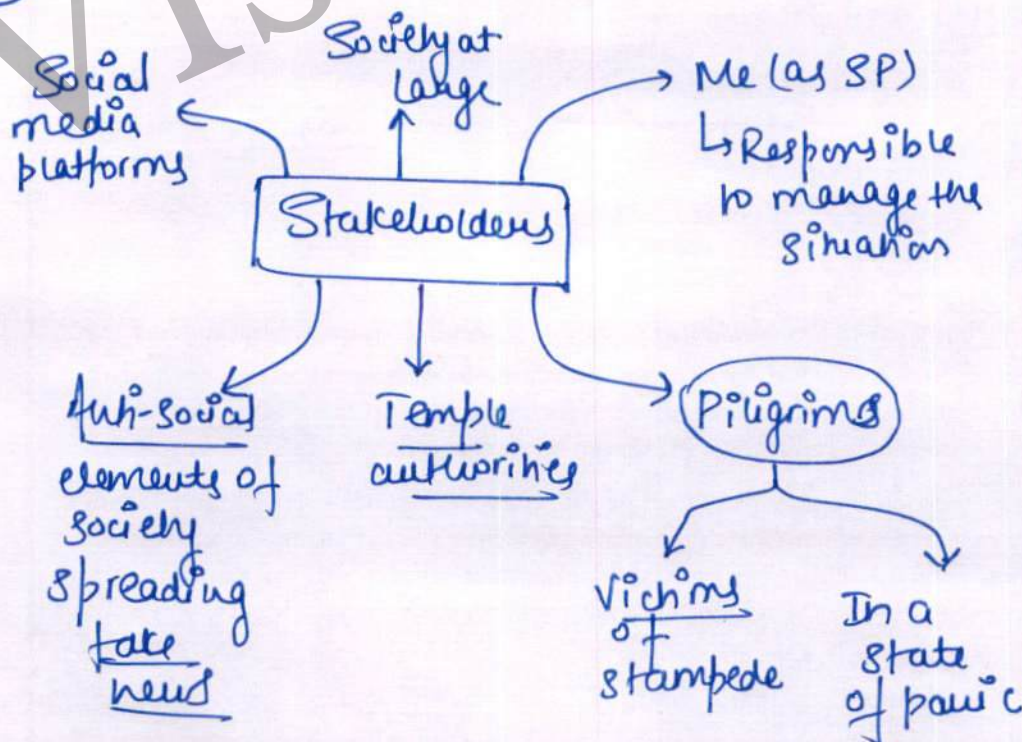 Social
media
platforms
Society at
large
Me (as SP)
↳ Responsible
to manage the
situation
Stakeholders
Anti-Social
elements of
society
spreading
fake
news
Temple
authorities
Piligrims
Victims
of
stampede
In a
state
of panic